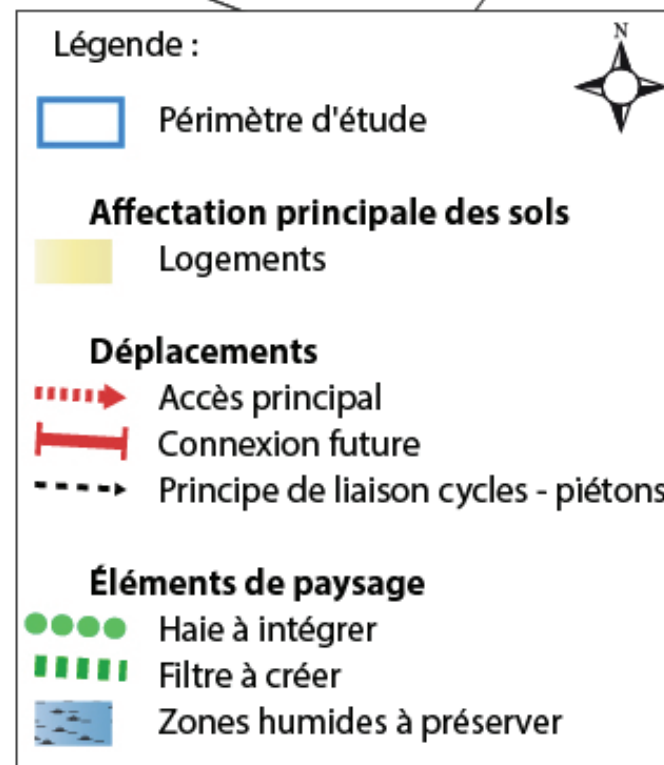 Légende :
N
Périmètre d'étude
Affectation principale des sols
Logements
Déplacements
Accès principal
Connexion future
Principe de liaison cycles - piétons
Éléments de paysage
Haie à intégrer
Filtre à créer
Zones humides à préserver